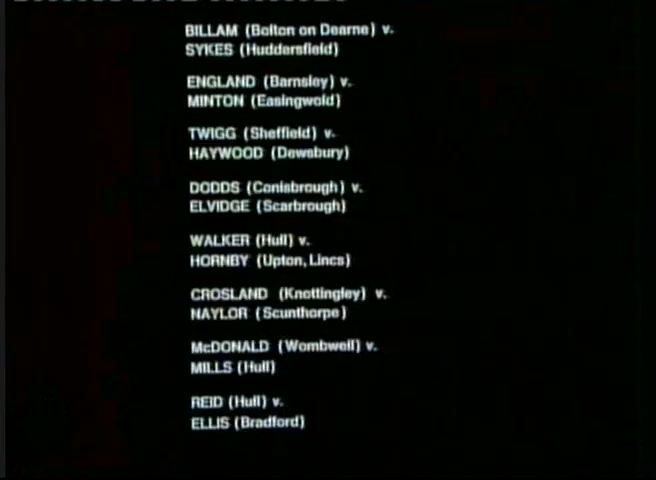 BILLAM (Bolton on Dearne) v.
SYKES (Huddersfield)
ENGLAND (Barnsley) v.
MINTON (Easingwold)
TWIGG (Sheffield) v.
HAYWOOD (Dewsbury)
DODDS (Conisbrough) v.
ELVIDGE (Scarbrough)
WALKER (Hull) v.
HORNBY (Upton, Lincs)
CROSLAND (Knottingley) v.
NAYLOR (Scunthorpe)
McDONALD (Wombwell) v.
MILLS (Hull)
REID (Hull) v.
ELLIS (Bradford)